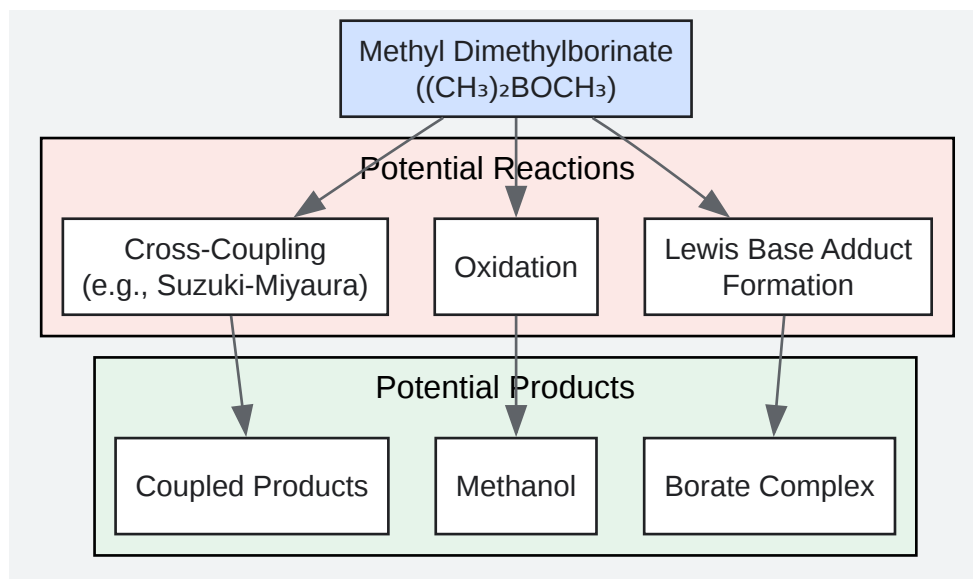 Methyl Dimethylborinate
((CH₃)₂BOCH₃)
Potential Reactions
Cross-Coupling
(e.g., Suzuki-Miyaura)
Oxidation
Lewis Base Adduct
Formation
Potential Products
Coupled Products
Methanol
Borate Complex